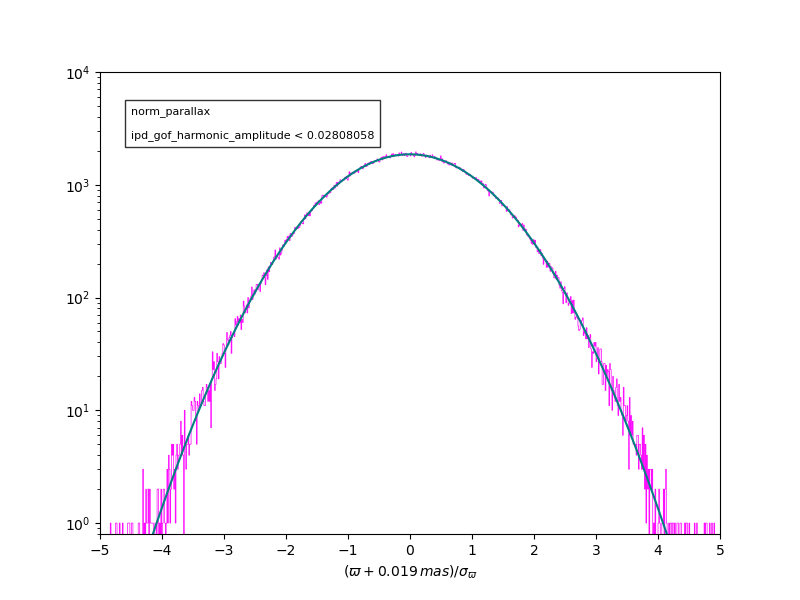 10^4
norm_parallax
ipd_gof_harmonic_amplitude < 0.02808058
10^3
10^2
10^1
10^0
−5 −4 −3 −2 −1 0 1 2 3 4 5
(ϖ + 0.019 mas)/σ_ϖ